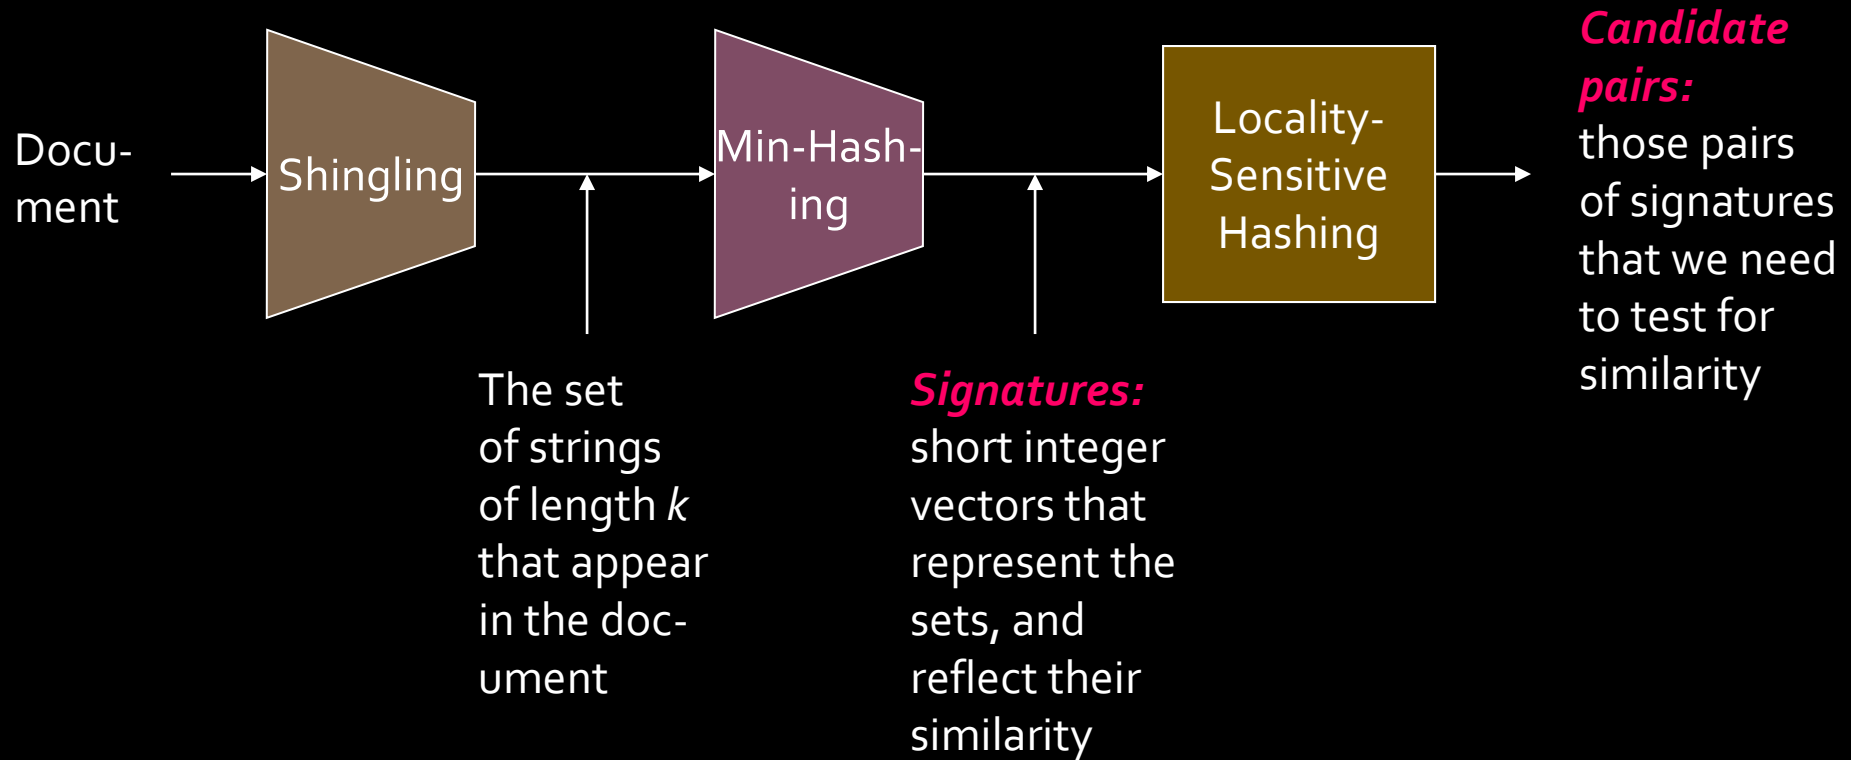 Docu-
ment
Shingling
The set
of strings
of length k
that appear
in the doc-
ument
Min-Hash-
ing
Signatures:
short integer
vectors that
represent the
sets, and
reflect their
similarity
Locality-
Sensitive
Hashing
Candidate
pairs:
those pairs
of signatures
that we need
to test for
similarity